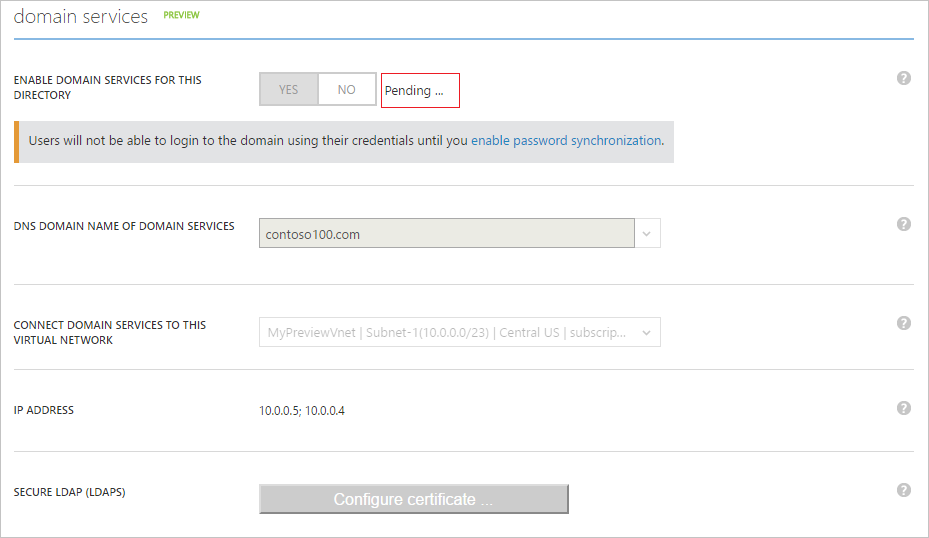 domain services PREVIEW
ENABLE DOMAIN SERVICES FOR THIS
DIRECTORY
YES NO Pending ...
?
Users will not be able to login to the domain using their credentials until you enable password synchronization.
DNS DOMAIN NAME OF DOMAIN SERVICES
contoso100.com
?
CONNECT DOMAIN SERVICES TO THIS
VIRTUAL NETWORK
MyPreviewVnet | Subnet-1(10.0.0.0/23) | Central US | subscrip...
?
IP ADDRESS
10.0.0.5; 10.0.0.4
?
SECURE LDAP (LDAPS)
Configure certificate ...
?